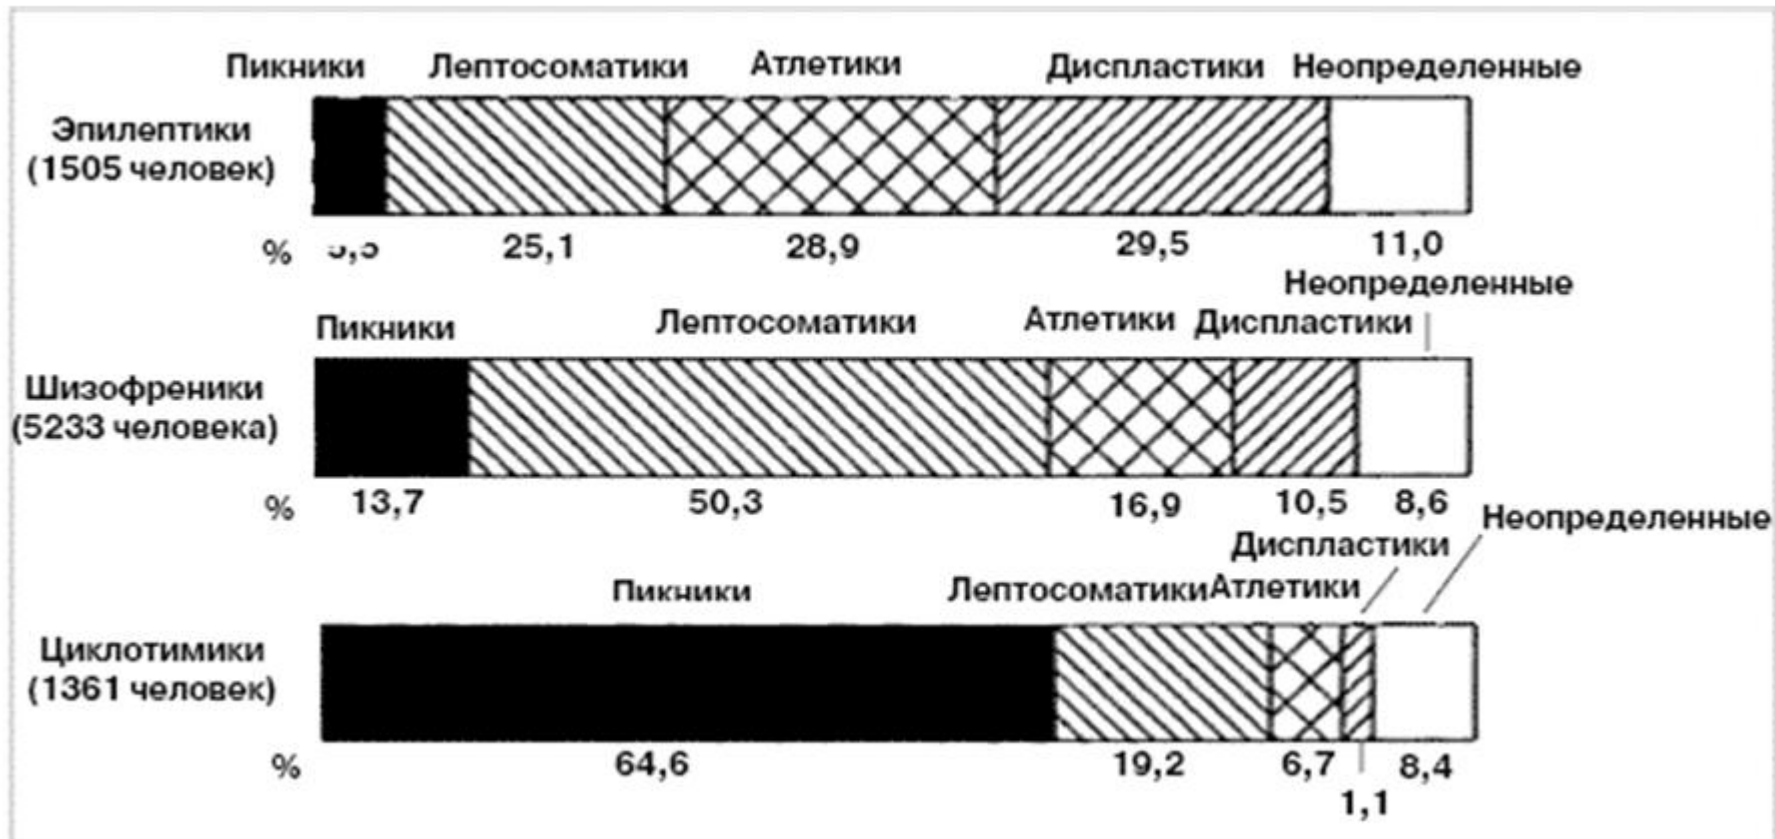 Пикники Лептосоматики Атлетики Диспластики Неопределенные
Эпилептики
(1505 человек)
% 25,1 28,9 29,5 11,0
Неопределенные
Пикники Лептосоматики Атлетики Диспластики
Шизофреники
(5233 человека)
% 13,7 50,3 16,9 10,5 8,6
Неопределенные
Диспластики
Пикники Лептосоматики Атлетики
Циклотимики
(1361 человек)
% 64,6 19,2 6,7 8,4
1,1